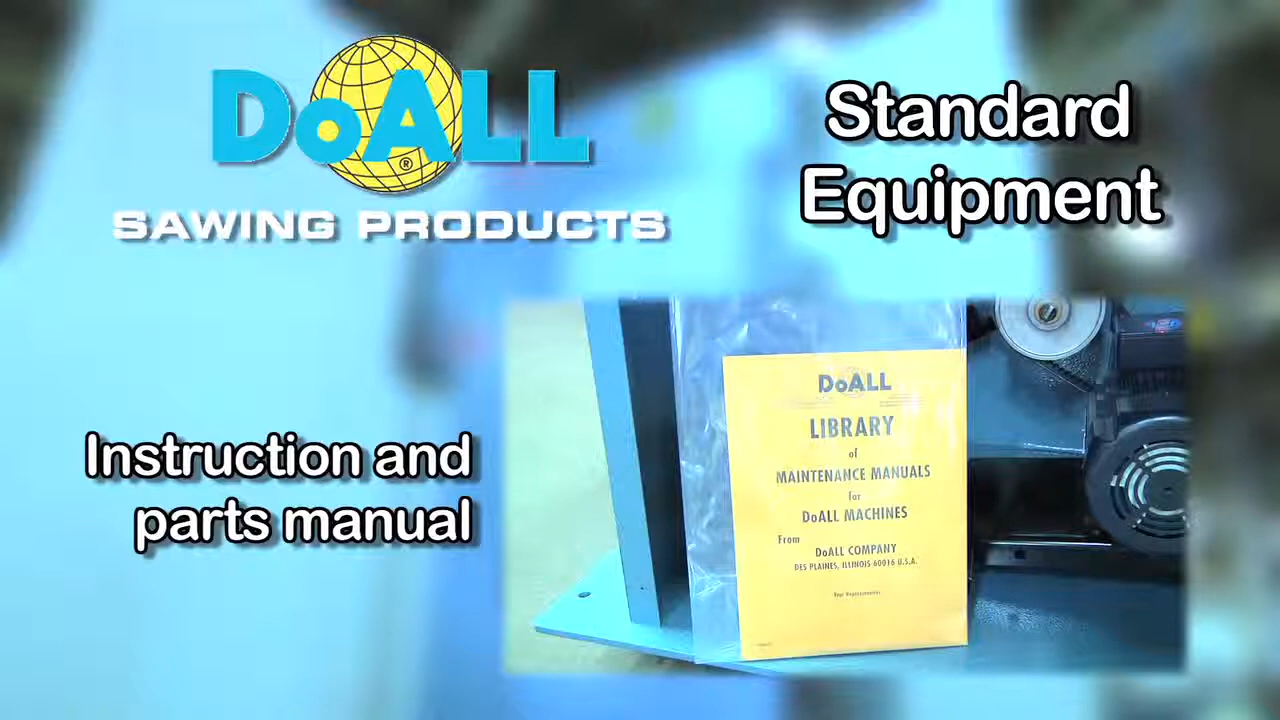 DoALL
®
SAWING PRODUCTS
Standard
Equipment
Instruction and
parts manual
DoALL
LIBRARY
of
MAINTENANCE MANUALS
for
DoALL MACHINES
From
DoALL COMPANY
DES PLAINES, ILLINOIS 60016 U.S.A.